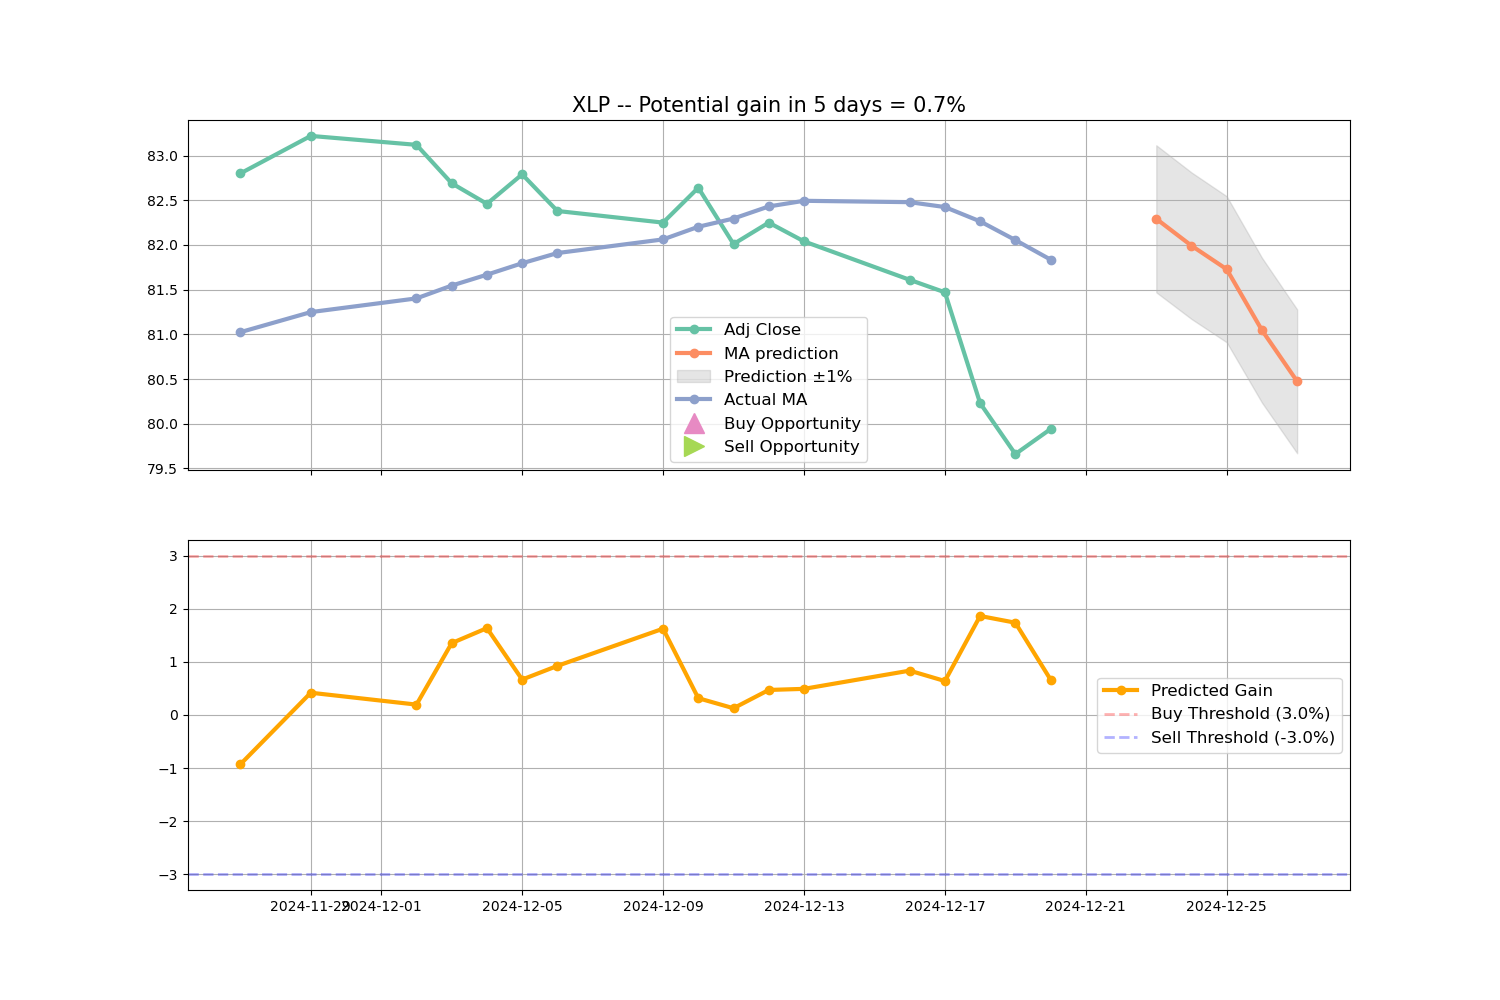 XLP -- Potential gain in 5 days = 0.7%
83.0
82.5
82.0
81.5
81.0
80.5
80.0
79.5
Adj Close
MA prediction
Prediction ±1%
Actual MA
Buy Opportunity
Sell Opportunity
3
2
1
0
−1
−2
−3
Predicted Gain
Buy Threshold (3.0%)
Sell Threshold (-3.0%)
2024-11-29 2024-12-01 2024-12-05 2024-12-09 2024-12-13 2024-12-17 2024-12-21 2024-12-25